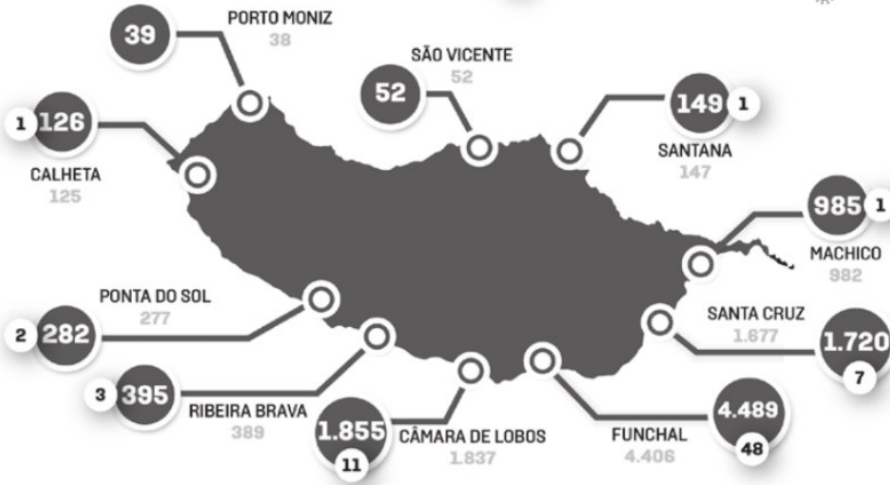 39
PORTO MONIZ
38
SÃO VICENTE
52
52
149
1
SANTANA
147
1
126
CALHETA
125
985
1
MACHICO
982
PONTA DO SOL
277
2
282
SANTA CRUZ
1.677
1.720
7
3
395
RIBEIRA BRAVA
389
1.855
11
CÂMARA DE LOBOS
1.837
FUNCHAL
4.406
4.489
48